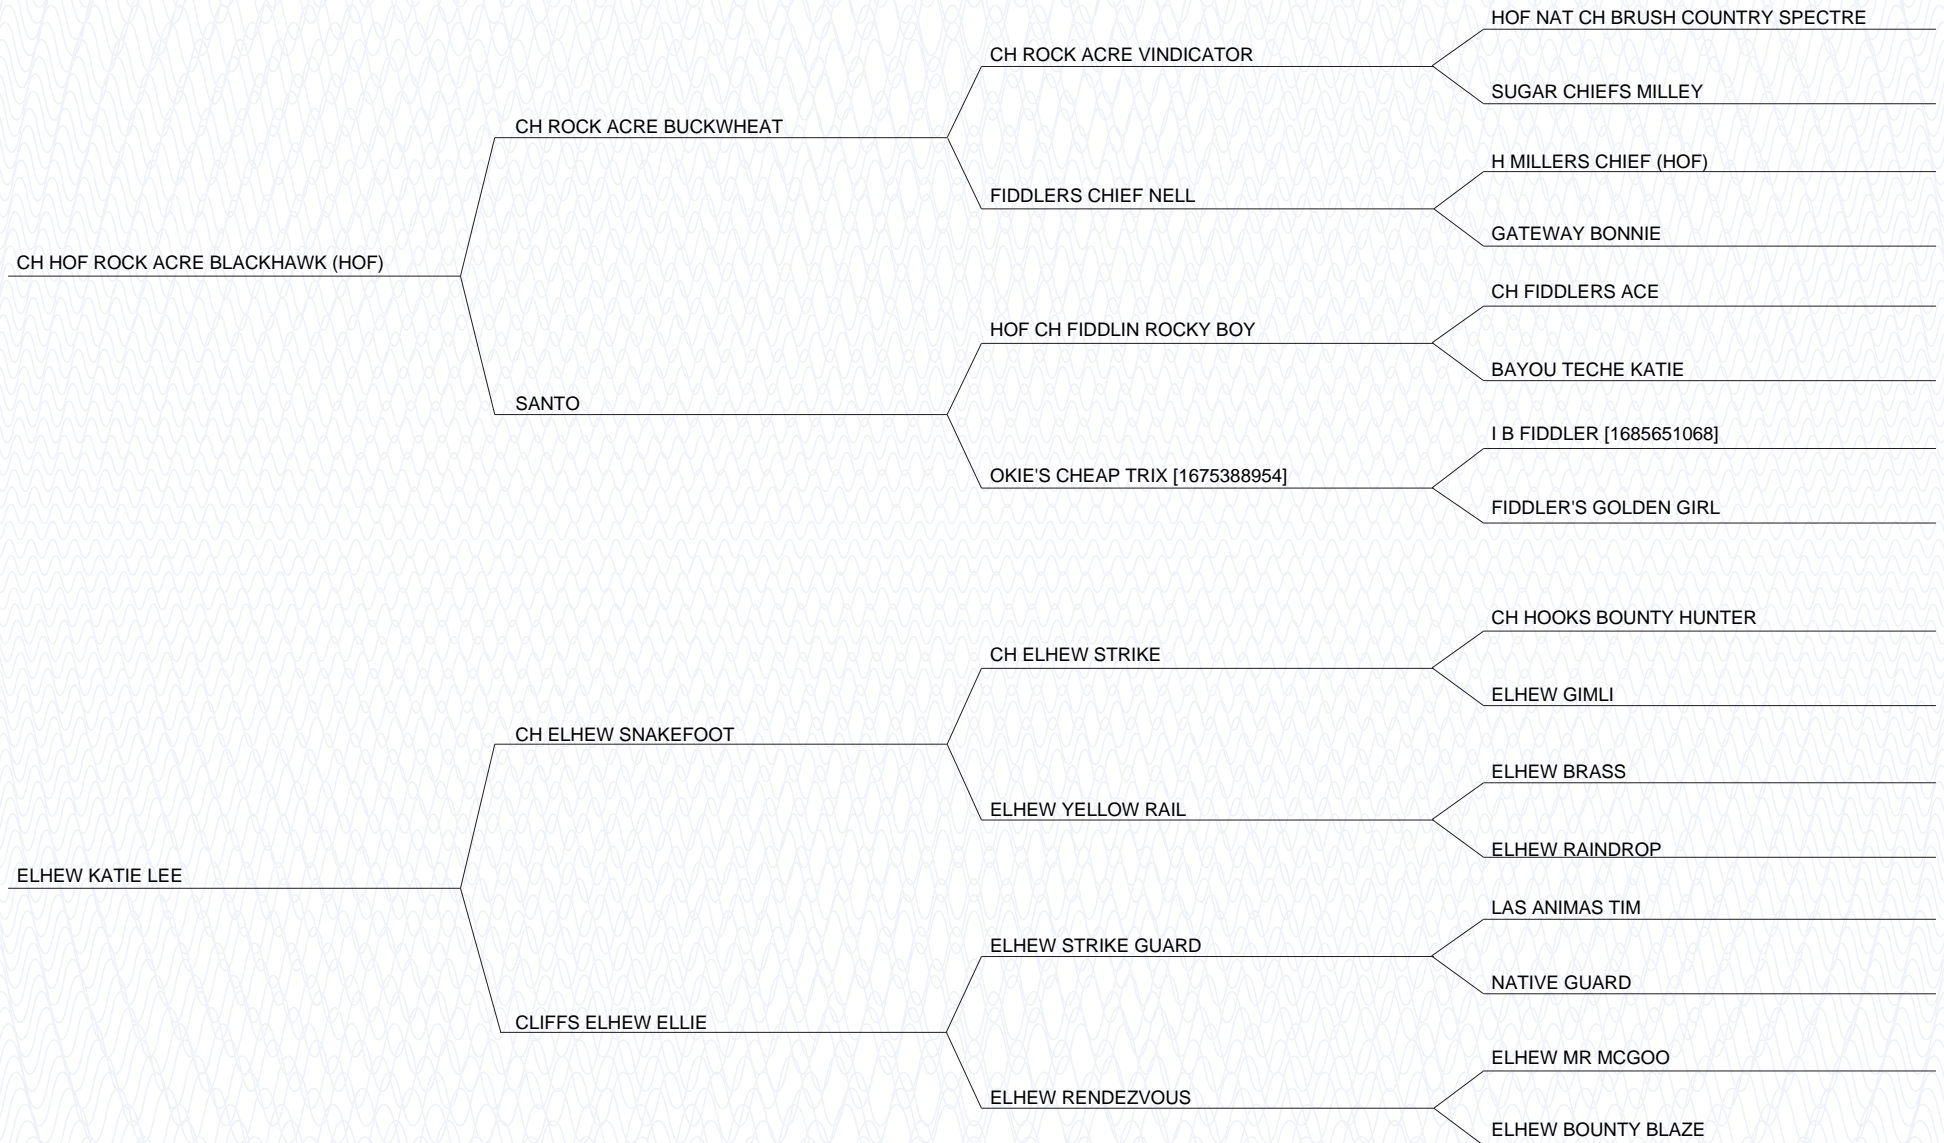 HOF NAT CH BRUSH COUNTRY SPECTRE
CH ROCK ACRE VINDICATOR
SUGAR CHIEFS MILLEY
CH ROCK ACRE BUCKWHEAT
H MILLERS CHIEF (HOF)
FIDDLERS CHIEF NELL
GATEWAY BONNIE
CH HOF ROCK ACRE BLACKHAWK (HOF)
CH FIDDLERS ACE
HOF CH FIDDLIN ROCKY BOY
BAYOU TECHE KATIE
SANTO
I B FIDDLER [1685651068]
OKIE'S CHEAP TRIX [1675388954]
FIDDLER'S GOLDEN GIRL
CH HOOKS BOUNTY HUNTER
CH ELHEW STRIKE
ELHEW GIMLI
CH ELHEW SNAKEFOOT
ELHEW BRASS
ELHEW YELLOW RAIL
ELHEW RAINDROP
ELHEW KATIE LEE
LAS ANIMAS TIM
ELHEW STRIKE GUARD
NATIVE GUARD
CLIFFS ELHEW ELLIE
ELHEW MR MCGOO
ELHEW RENDEZVOUS
ELHEW BOUNTY BLAZE